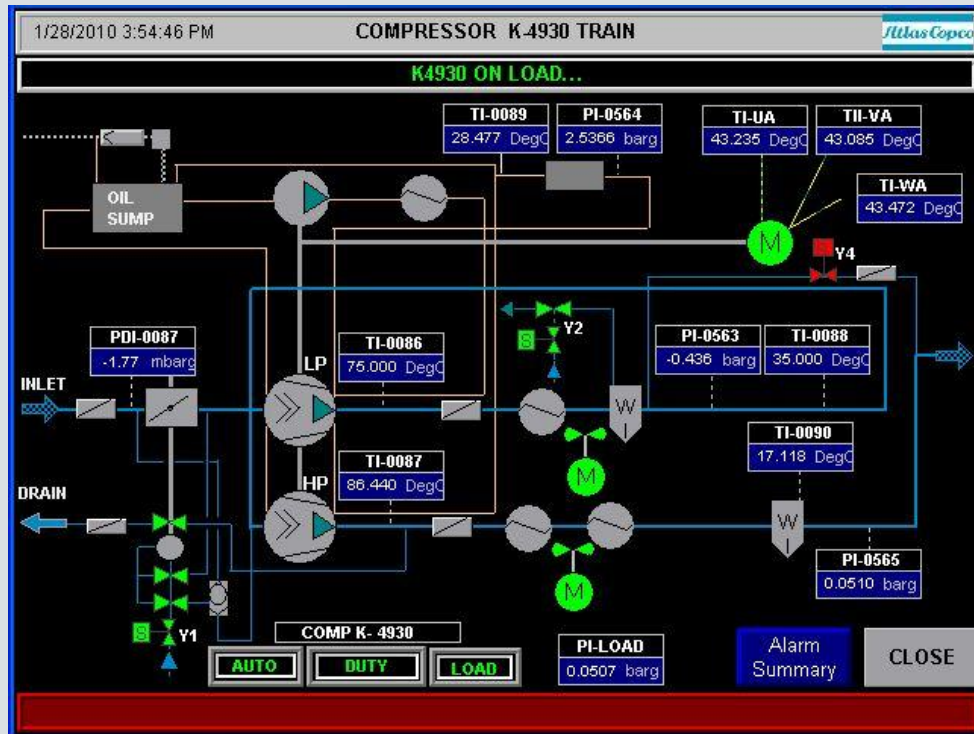 1/28/2010 3:54:46 PM
COMPRESSOR K-4930 TRAIN
Atlas Copco
K4930 ON LOAD...
TI-0089
28.477 DegC
PI-0564
2.5366 barg
TI-UA
43.235 DegC
TII-VA
43.085 DegC
TI-WA
43.472 DegC
OIL
SUMP
M
S
Y4
PDI-0087
-1.77 mbarg
TI-0086
75.000 DegC
S
Y2
PI-0563
-0.436 barg
TI-0088
35.000 DegC
LP
INLET
W
M
TI-0090
17.118 DegC
TI-0087
86.440 DegC
HP
DRAIN
W
M
PI-0565
0.0510 barg
S
Y1
COMP K- 4930
AUTO
DUTY
LOAD
PI-LOAD
0.0507 barg
Alarm
Summary
CLOSE